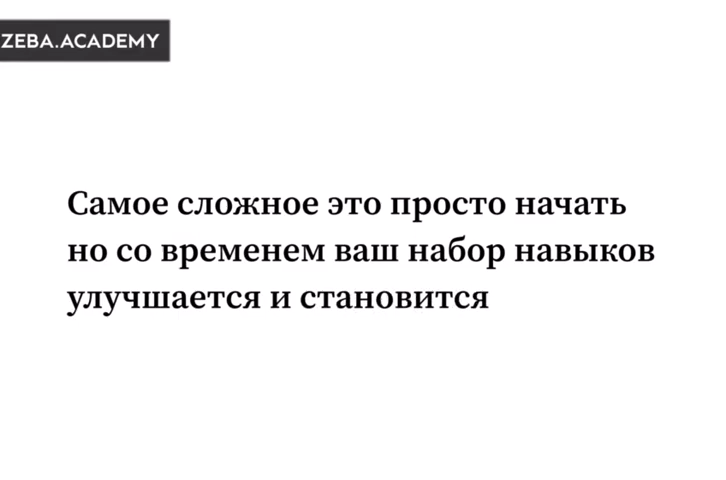 ZEBA.ACADEMY
Самое сложное это просто начать
но со временем ваш набор навыков
улучшается и становится